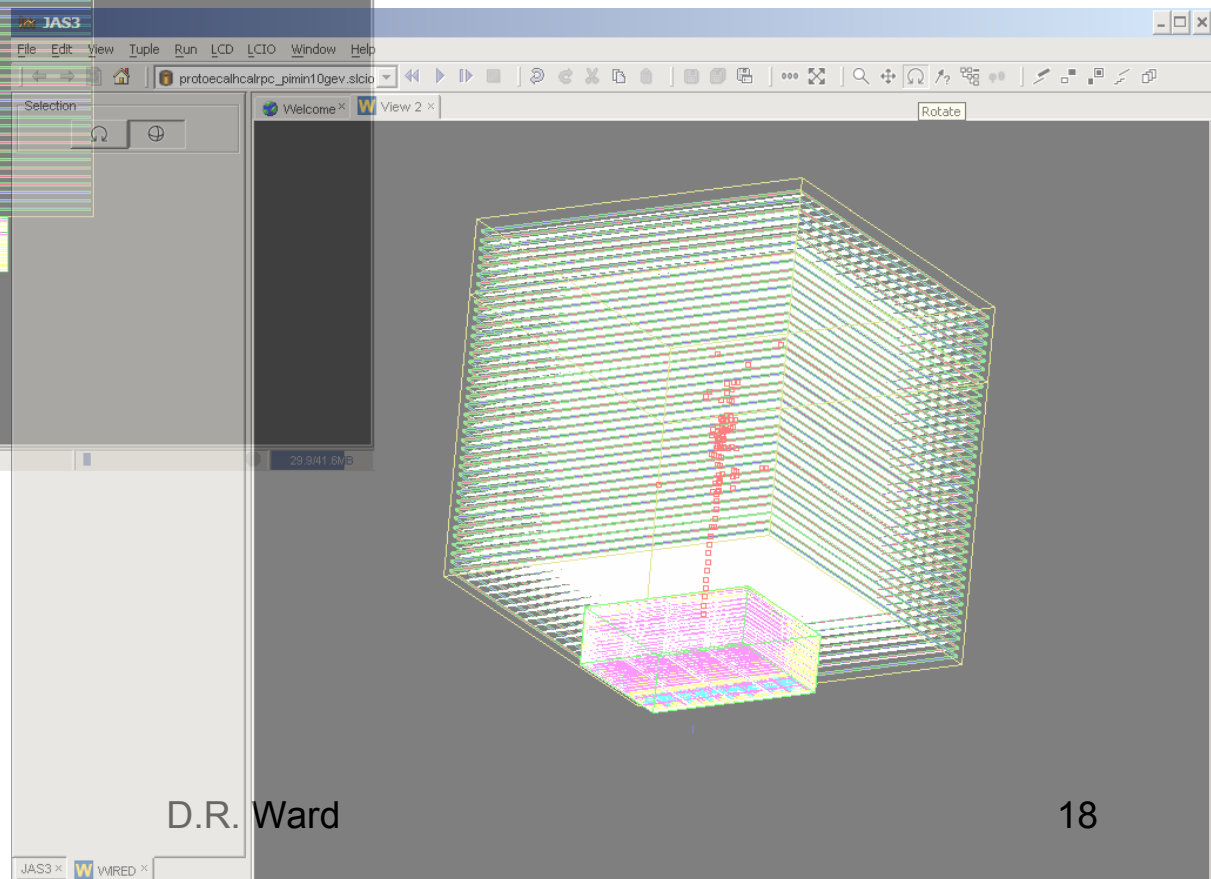 JAS3
File Edit View Tuple Run LCD LCIO Window Help
protoecalhcalrpc_pimin10gev.slcio
Selection
Welcome View 2
Rotate
29.9/41.6MB
D.R. Ward 18
JAS3 WIRED